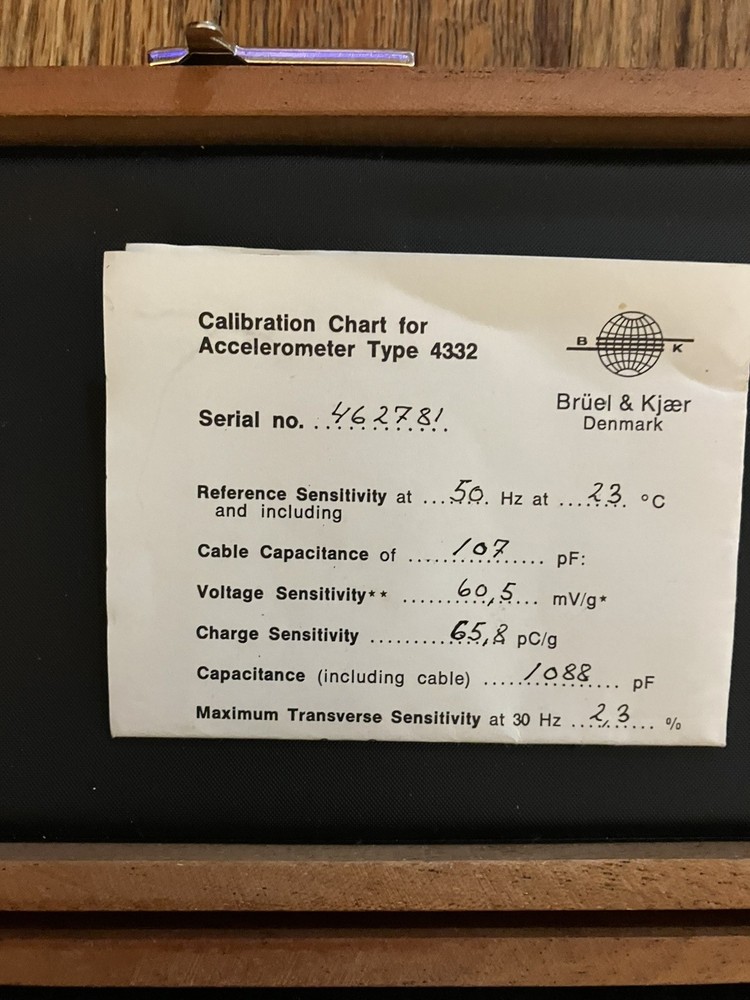 Calibration Chart for
Accelerometer Type 4332
B K
Brüel & Kjær
Denmark
Serial no. ..462781.
Reference Sensitivity at ...50. Hz at ...23. °C
and including
Cable Capacitance of ....107.... pF:
Voltage Sensitivity** ......60,5... mV/g*
Charge Sensitivity .........65,8 pC/g
Capacitance (including cable) .....1088.... pF
Maximum Transverse Sensitivity at 30 Hz ..2,3.... %